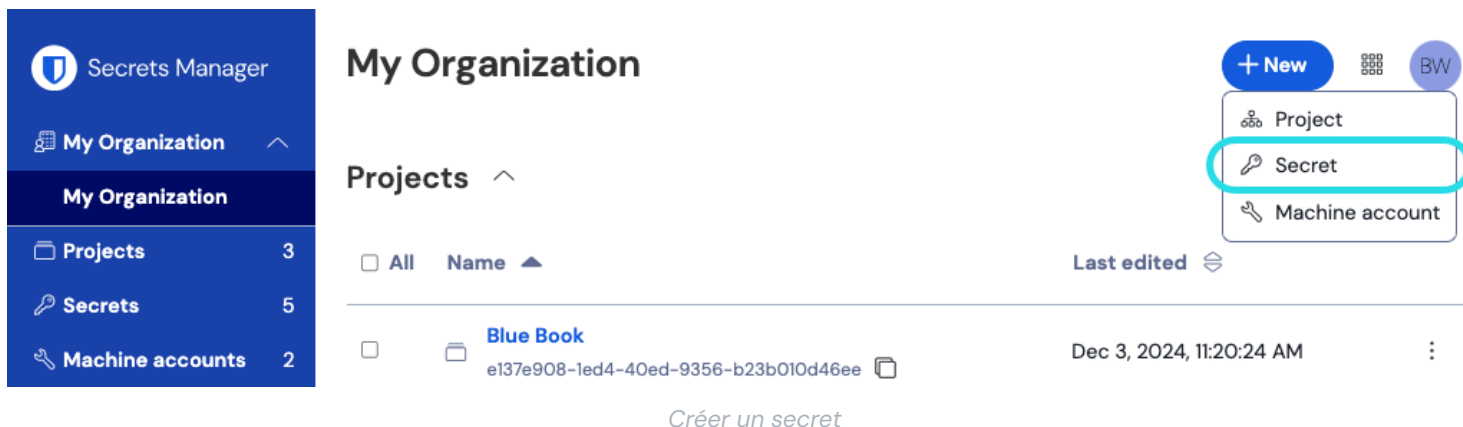 Secrets Manager
My Organization
My Organization
Projects 3
Secrets 5
Machine accounts 2
My Organization
+ New
BW
Project
Secret
Machine account
Projects
All Name Last edited
Blue Book
e137e908-1ed4-40ed-9356-b23b010d46ee
Dec 3, 2024, 11:20:24 AM
Créer un secret